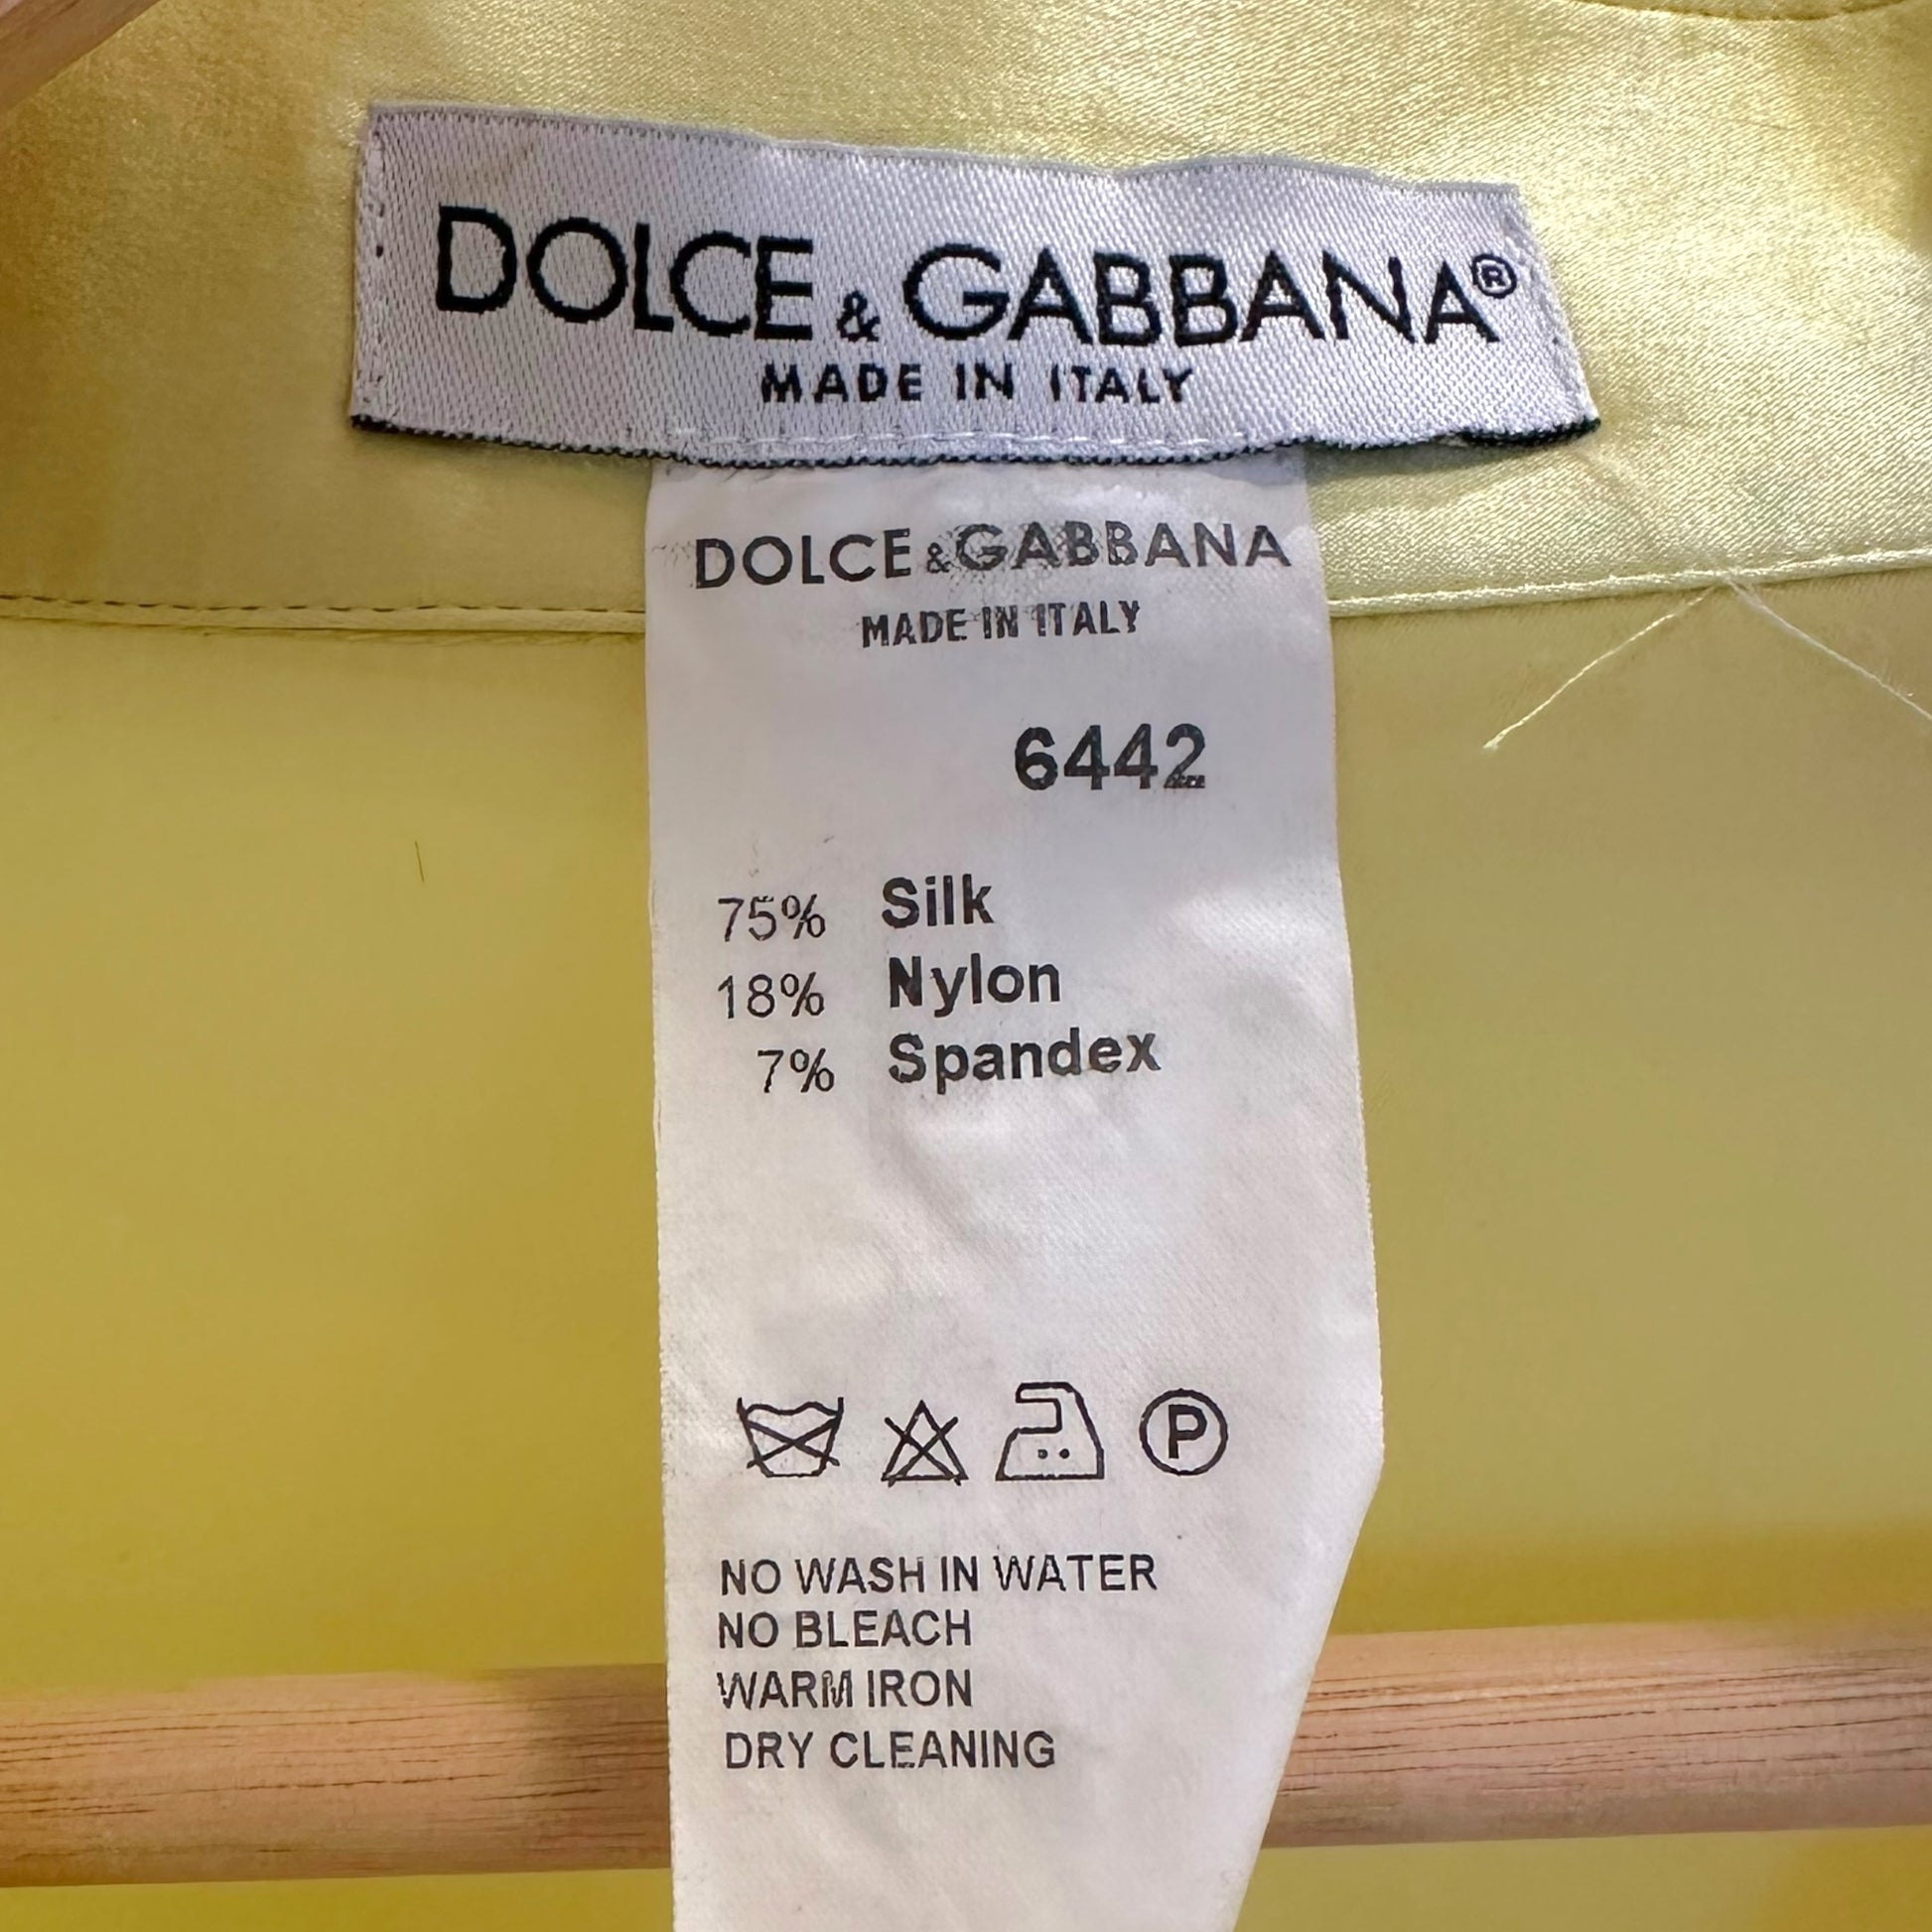 DOLCE & GABBANA®
MADE IN ITALY
DOLCE & GABBANA
MADE IN ITALY
6442
75% Silk
18% Nylon
7% Spandex
P
NO WASH IN WATER
NO BLEACH
WARM IRON
DRY CLEANING